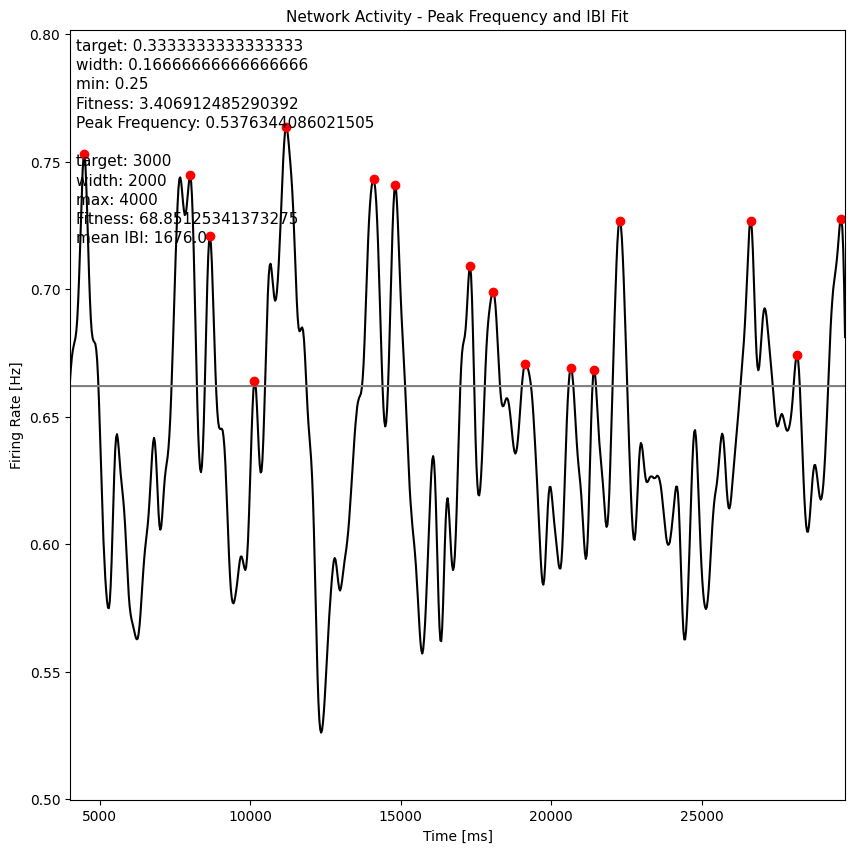 Network Activity - Peak Frequency and IBI Fit
0.80
target: 0.3333333333333333
width: 0.16666666666666666
min: 0.25
Fitness: 3.406912485290392
Peak Frequency: 0.5376344086021505
0.75
target: 3000
width: 2000
max: 4000
Fitness: 68.85125341373275
mean IBI: 1676.0
0.70
0.65
0.60
0.55
0.50
Firing Rate [Hz]
5000 10000 15000 20000 25000
Time [ms]